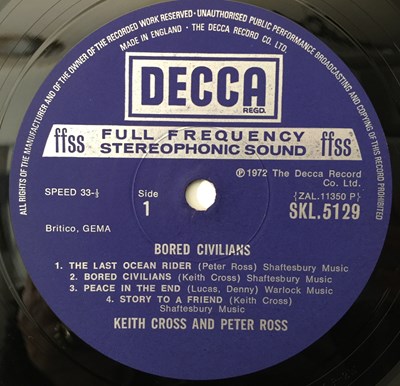 ALL RIGHTS OF THE MANUFACTURER AND OF THE OWNER OF THE RECORDED WORK RESERVED · UNAUTHORISED PUBLIC PERFORMANCE BROADCASTING AND COPYING OF THIS RECORD PROHIBITED
MADE IN ENGLAND · THE DECCA RECORD CO. LTD.
DECCA
REGD.
ffss FULL FREQUENCY ffss
STEREOPHONIC SOUND
SPEED 33-⅓
Side
1
Ⓟ1972 The Decca Record
Co. Ltd.
{ZAL.11350 P}
SKL.5129
Britico, GEMA
BORED CIVILIANS
1. THE LAST OCEAN RIDER (Peter Ross) Shaftesbury Music
2. BORED CIVILIANS (Keith Cross) Shaftesbury Music
3. PEACE IN THE END (Lucas, Denny) Warlock Music
4. STORY TO A FRIEND (Keith Cross)
Shaftesbury Music
KEITH CROSS AND PETER ROSS